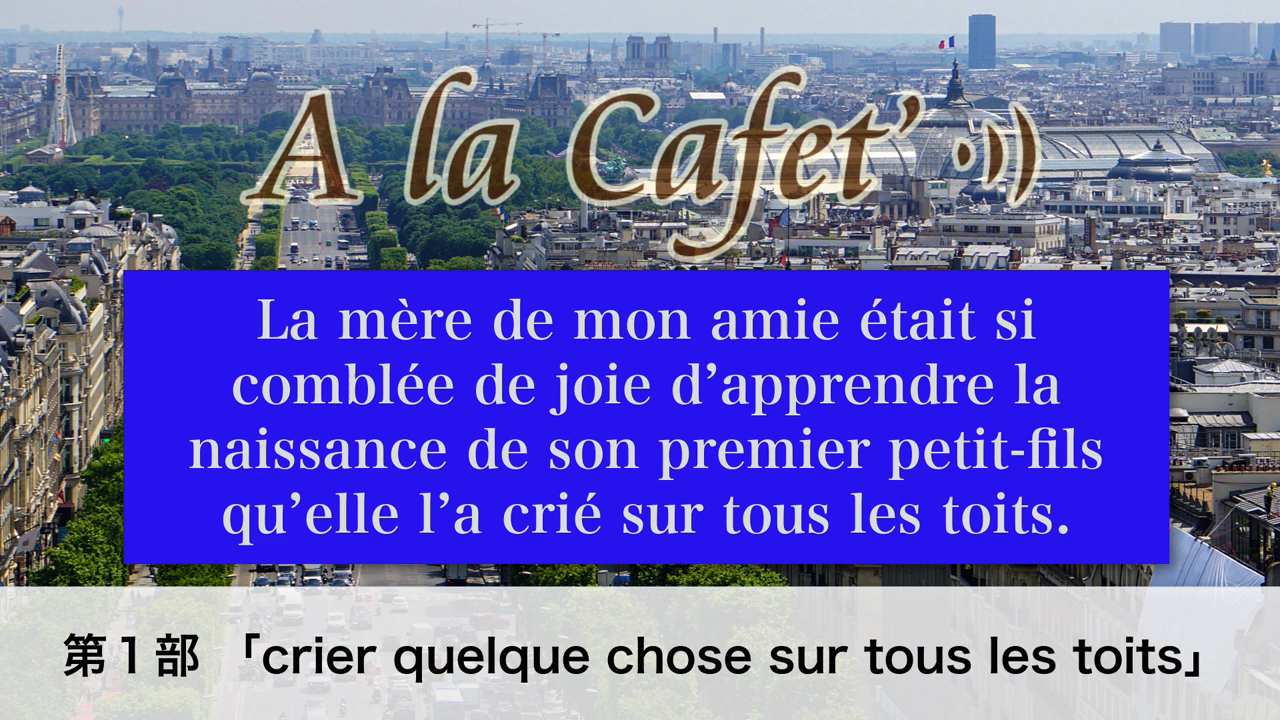 A la Cafet’
La mère de mon amie était si
comblée de joie d’apprendre la
naissance de son premier petit-fils
qu’elle l’a crié sur tous les toits.
第１部 「crier quelque chose sur tous les toits」